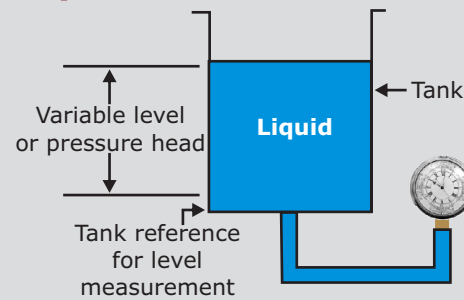 Tank
Variable level
or pressure head
Liquid
Tank reference
for level
measurement